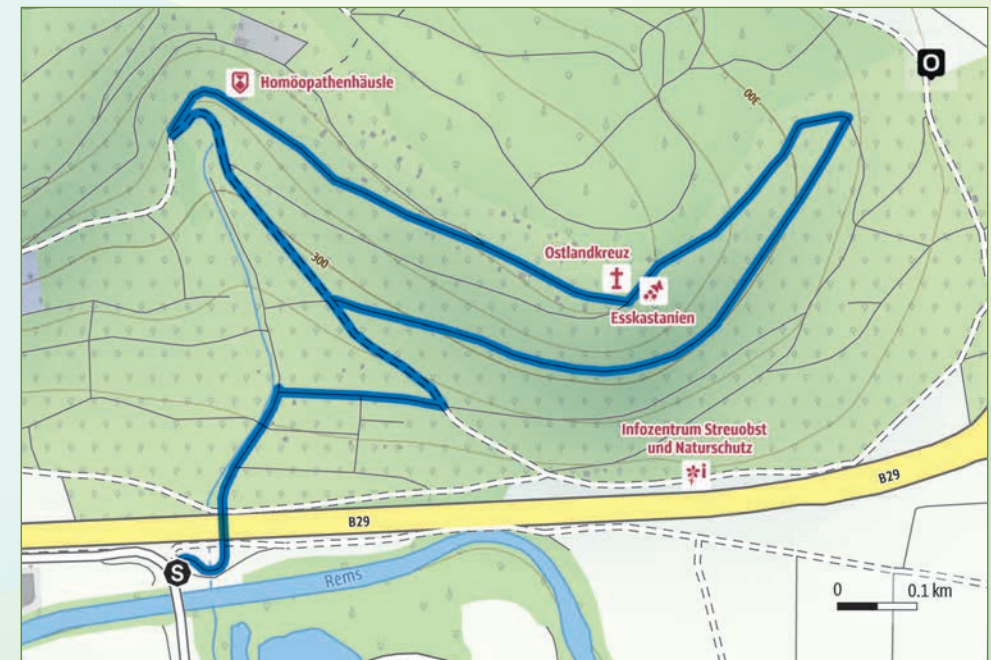 O
Homöopathenhäusle
300
300
Ostlandkreuz
Esskastanien
Infozentrum Streuobst
und Naturschutz
i
B29
B29
S
Rems
0
0.1 km